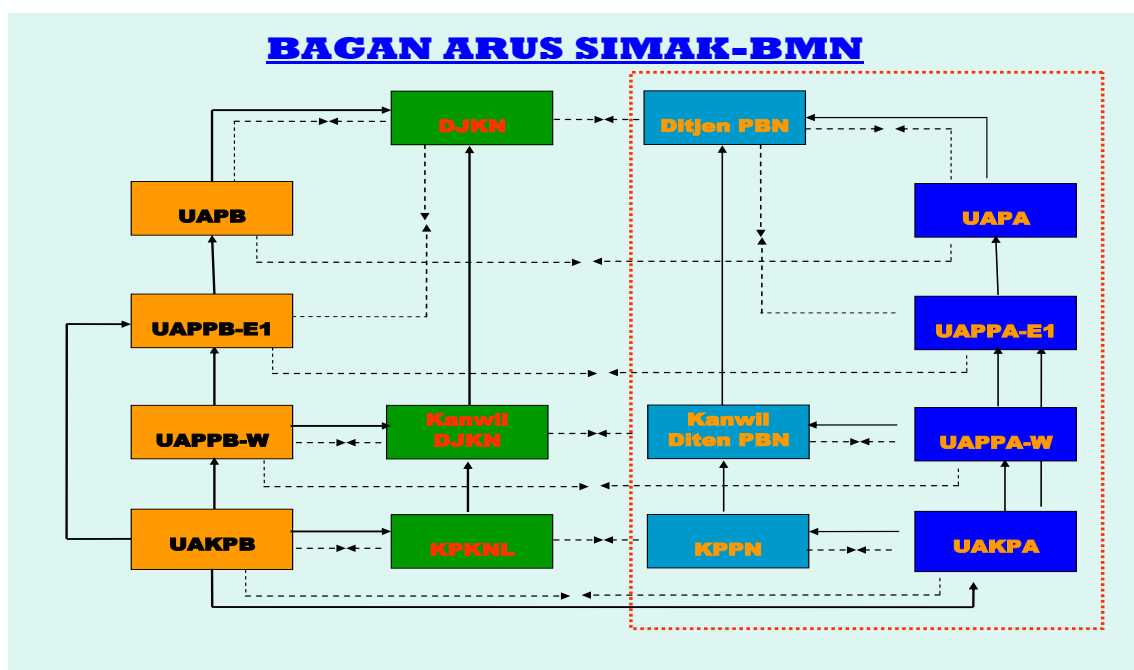 BAGAN ARUS SIMAK-BMN
DJKN
Ditjen PBN
UAPB
UAPA
UAPPB-E1
UAPPA-E1
UAPPB-W
Kanwil
DJKN
Kanwil
Diten PBN
UAPPA-W
UAKPB
KPKNL
KPPN
UAKPA